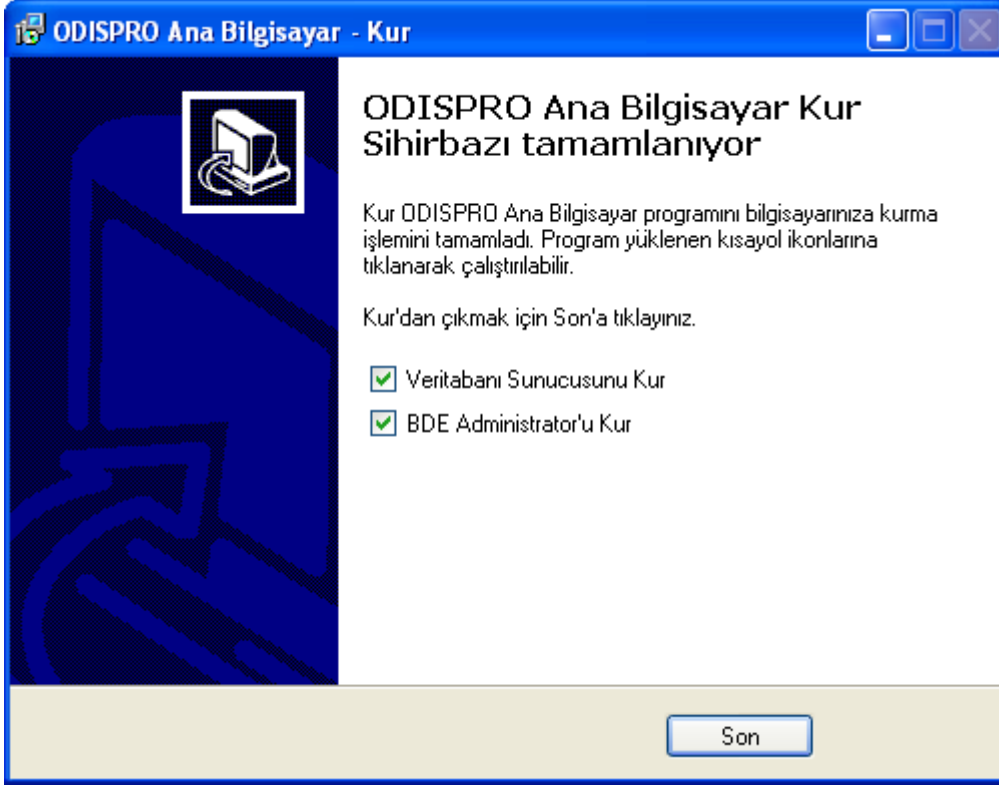 ODISPRO Ana Bilgisayar - Kur
ODISPRO Ana Bilgisayar Kur
Sihirbazı tamamlanıyor
Kur ODISPRO Ana Bilgisayar programını bilgisayarınıza kurma
işlemini tamamladı. Program yüklenen kısayol ikonlarına
tıklanarak çalıştırılabilir.
Kur'dan çıkmak için Son'a tıklayınız.
Veritabanı Sunucusunu Kur
BDE Administrator'u Kur
Son